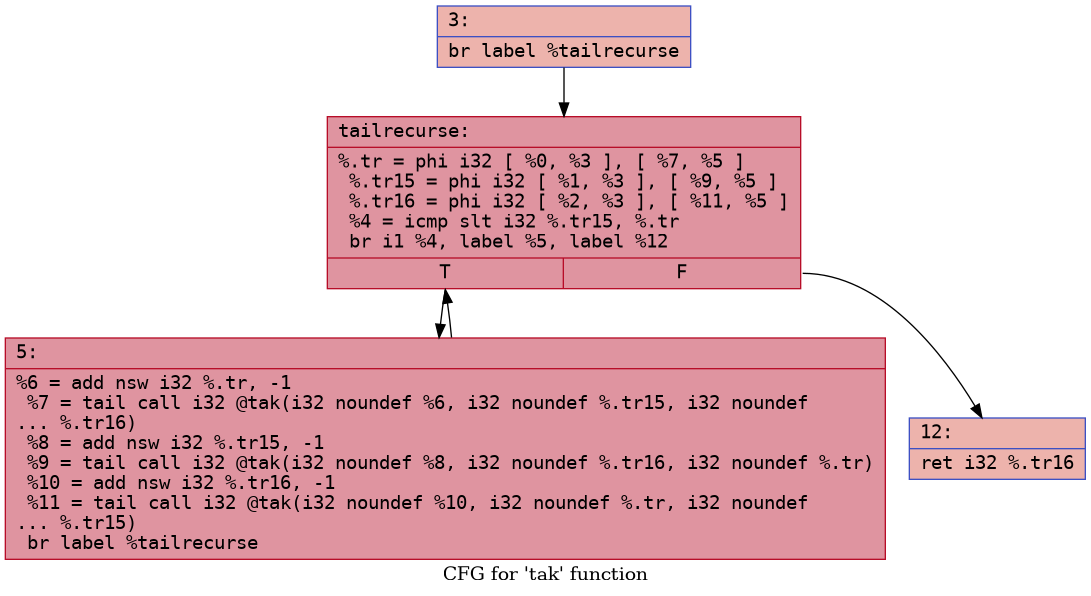 3:
br label %tailrecurse
tailrecurse:
%.tr = phi i32 [ %0, %3 ], [ %7, %5 ]
%.tr15 = phi i32 [ %1, %3 ], [ %9, %5 ]
%.tr16 = phi i32 [ %2, %3 ], [ %11, %5 ]
%4 = icmp slt i32 %.tr15, %.tr
br i1 %4, label %5, label %12
T F
5:
%6 = add nsw i32 %.tr, -1
%7 = tail call i32 @tak(i32 noundef %6, i32 noundef %.tr15, i32 noundef
... %.tr16)
%8 = add nsw i32 %.tr15, -1
%9 = tail call i32 @tak(i32 noundef %8, i32 noundef %.tr16, i32 noundef %.tr)
%10 = add nsw i32 %.tr16, -1
%11 = tail call i32 @tak(i32 noundef %10, i32 noundef %.tr, i32 noundef
... %.tr15)
br label %tailrecurse
12:
ret i32 %.tr16
CFG for 'tak' function